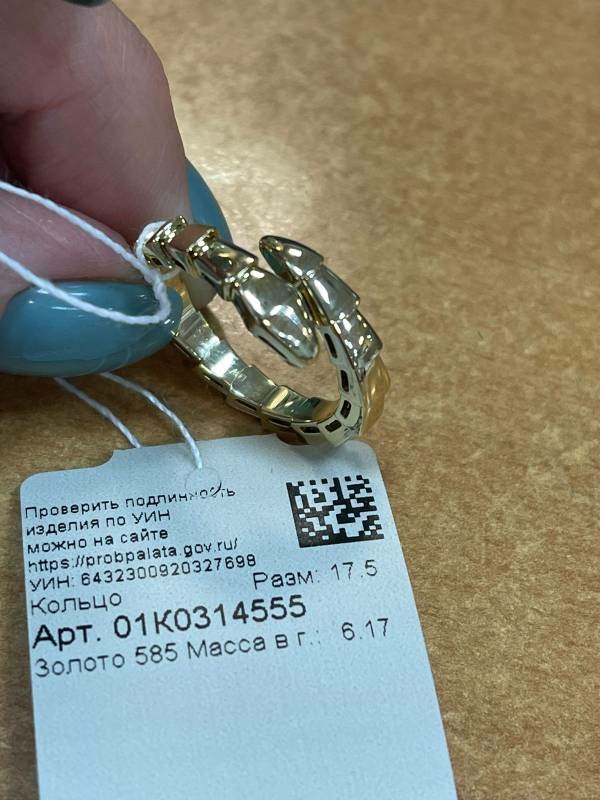 Проверить подлинность
изделия по УИН
можно на сайте
https://probpalata.gov.ru/
УИН: 6432300920327698
Кольцо Разм: 17.5
Арт. 01К0314555
Золото 585 Масса в г.: 6.17